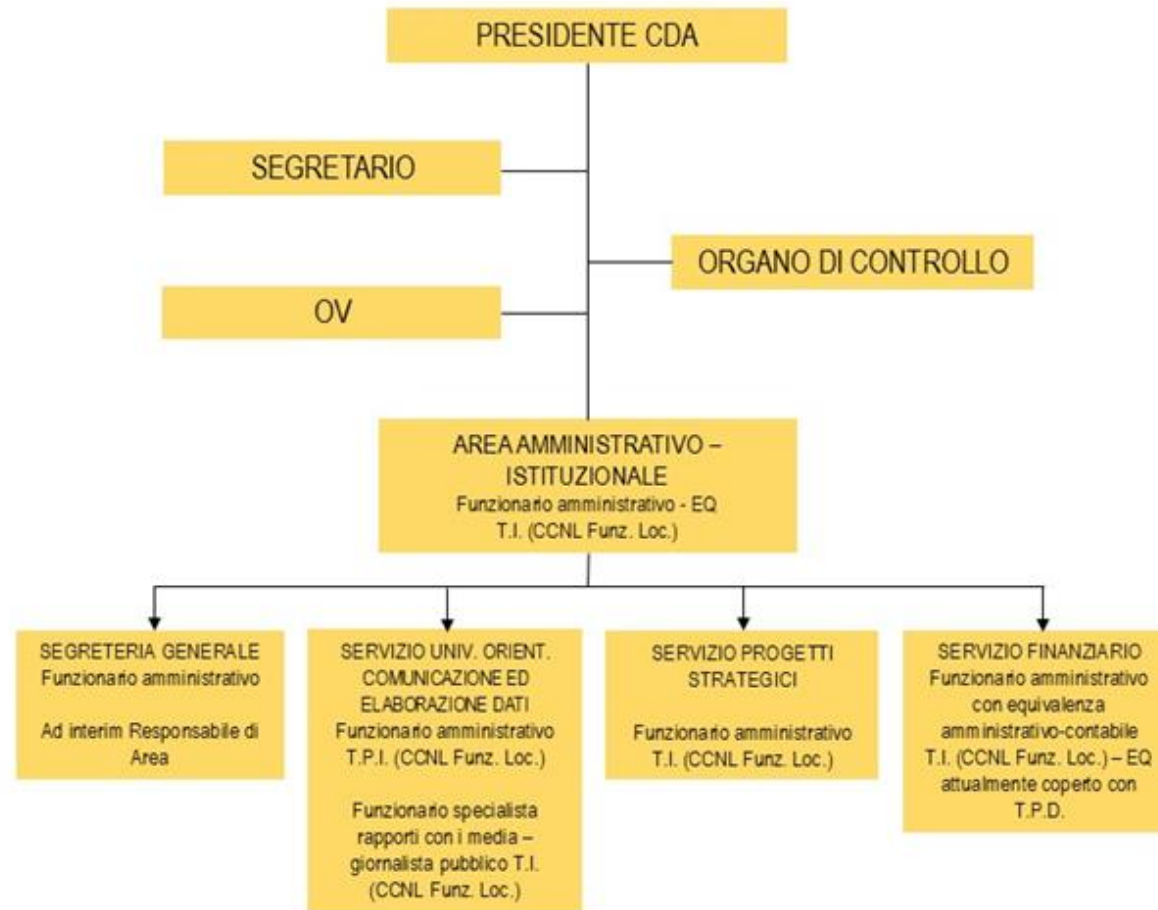 PRESIDENTE CDA
SEGRETARIO
ORGANO DI CONTROLLO
OV
AREA AMMINISTRATIVO –
ISTITUZIONALE
Funzionario amministrativo - EQ
T.I. (CCNL Funz. Loc.)
SEGRETERIA GENERALE
Funzionario amministrativo
Ad interim Responsabile di
Area
SERVIZIO UNIV. ORIENT.
COMUNICAZIONE ED
ELABORAZIONE DATI
Funzionario amministrativo
T.P.I. (CCNL Funz. Loc.)
Funzionario specialista
rapporti con i media –
giornalista pubblico T.I.
(CCNL Funz. Loc.)
SERVIZIO PROGETTI
STRATEGICI
Funzionario amministrativo
T.I. (CCNL Funz. Loc.)
SERVIZIO FINANZIARIO
Funzionario amministrativo
con equivalenza
amministrativo-contabile
T.I. (CCNL Funz. Loc.) – EQ
attualmente coperto con
T.P.D.